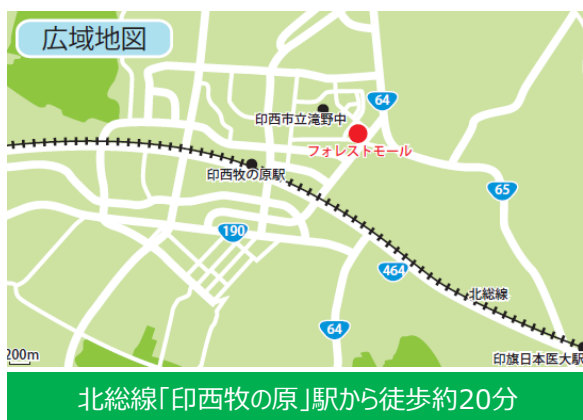 広域地図
64
印西市立滝野中
フォレストモール
印西牧の原駅
65
190
464
北総線
64
200m
印旛日本医大駅
北総線「印西牧の原」駅から徒歩約20分